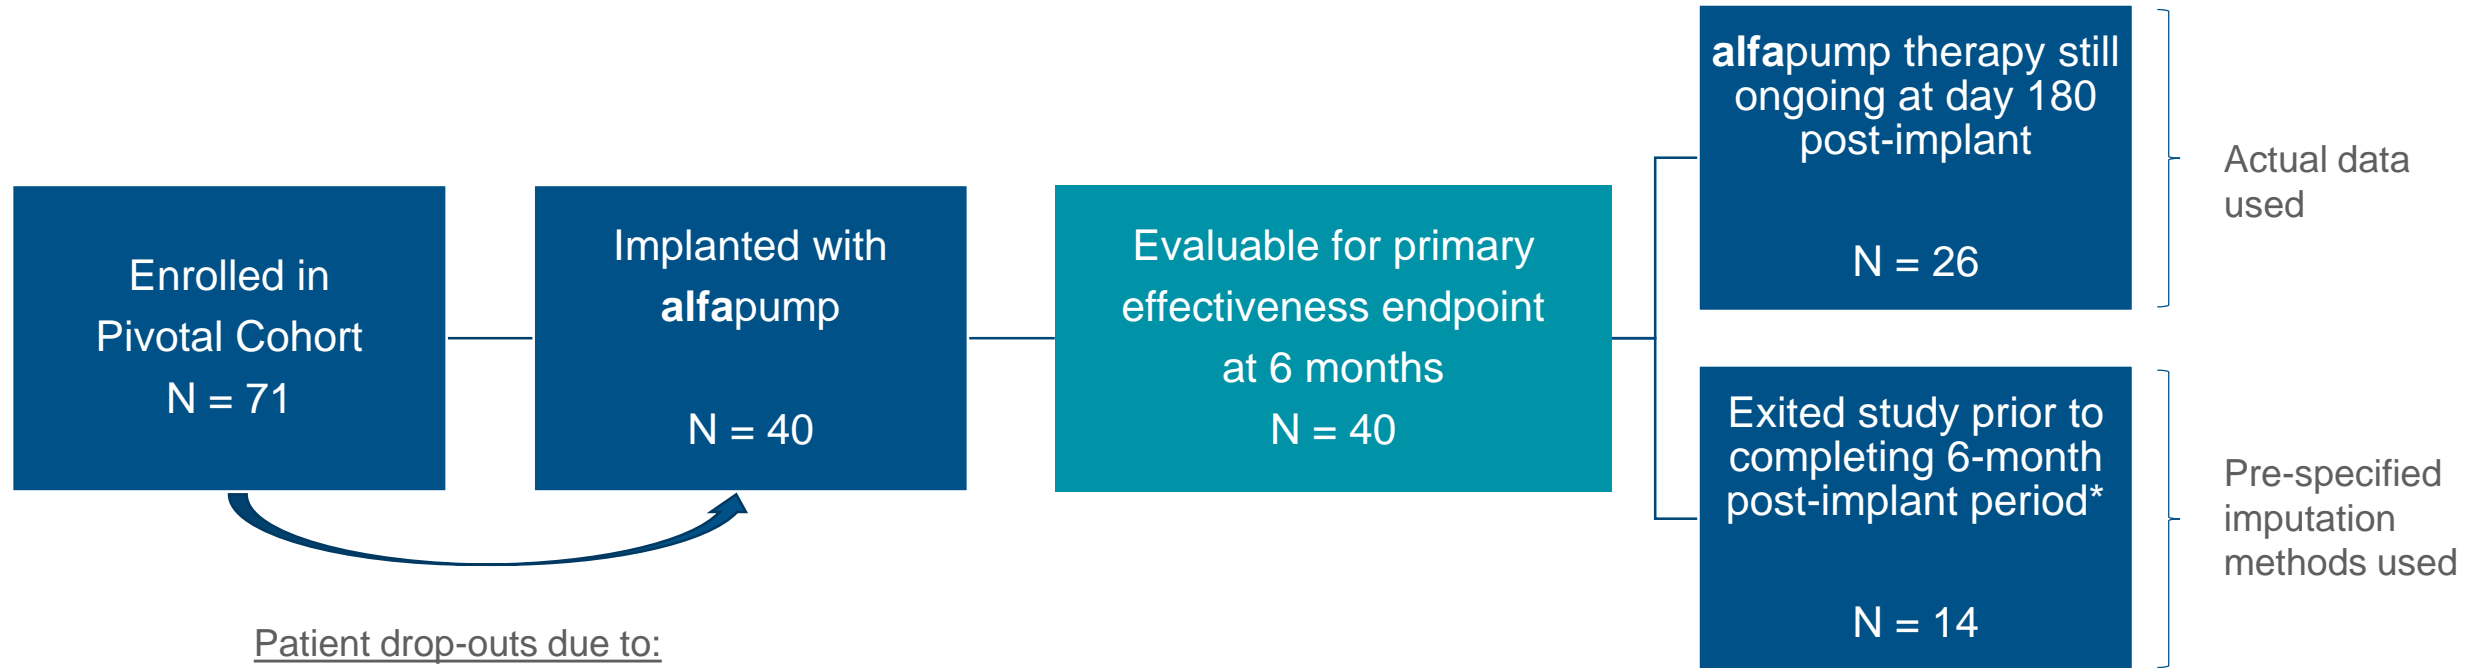 Enrolled in
Pivotal Cohort
N = 71
Implanted with
alfapump
N = 40
Evaluable for primary
effectiveness endpoint
at 6 months
N = 40
alfapump therapy still
ongoing at day 180
post-implant
N = 26
Actual data
used
Exited study prior to
completing 6-month
post-implant period*
N = 14
Pre-specified
imputation
methods used
Patient drop-outs due to: